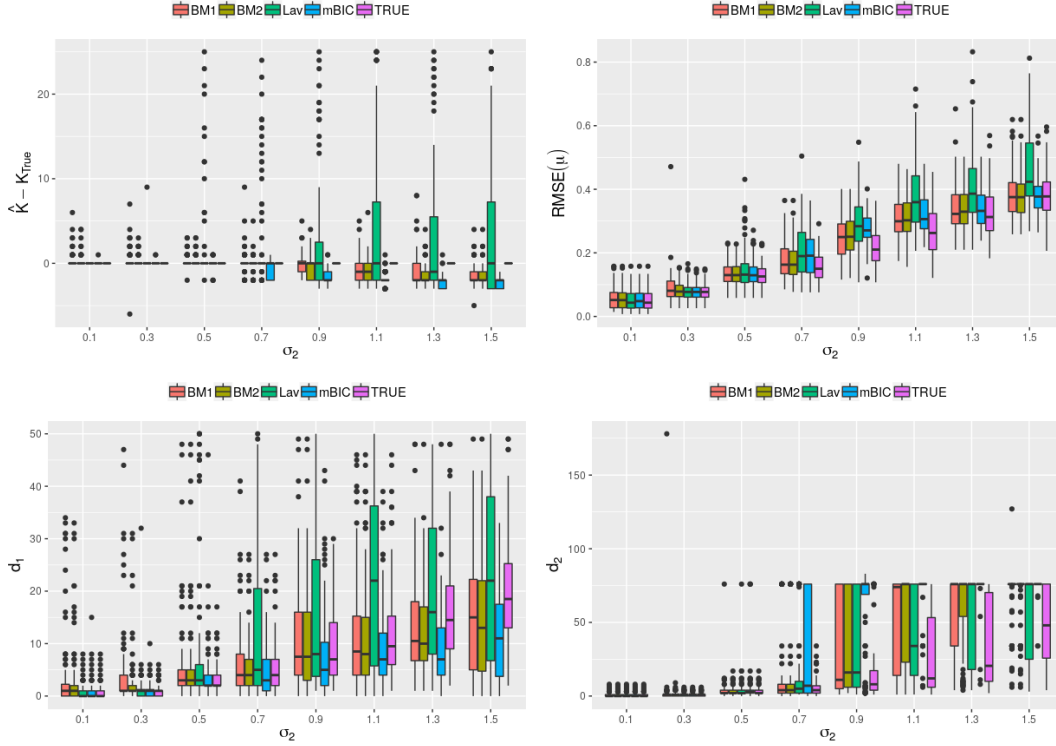 BM1 BM2 Lav mBIC TRUE
20
10
0
K̂ − K_True
0.1 0.3 0.5 0.7 0.9 1.1 1.3 1.5
σ₂
BM1 BM2 Lav mBIC TRUE
0.8
0.6
0.4
0.2
0.0
RMSE(μ)
0.1 0.3 0.5 0.7 0.9 1.1 1.3 1.5
σ₂
BM1 BM2 Lav mBIC TRUE
50
40
30
20
10
0
d₁
0.1 0.3 0.5 0.7 0.9 1.1 1.3 1.5
σ₂
BM1 BM2 Lav mBIC TRUE
150
100
50
0
d₂
0.1 0.3 0.5 0.7 0.9 1.1 1.3 1.5
σ₂